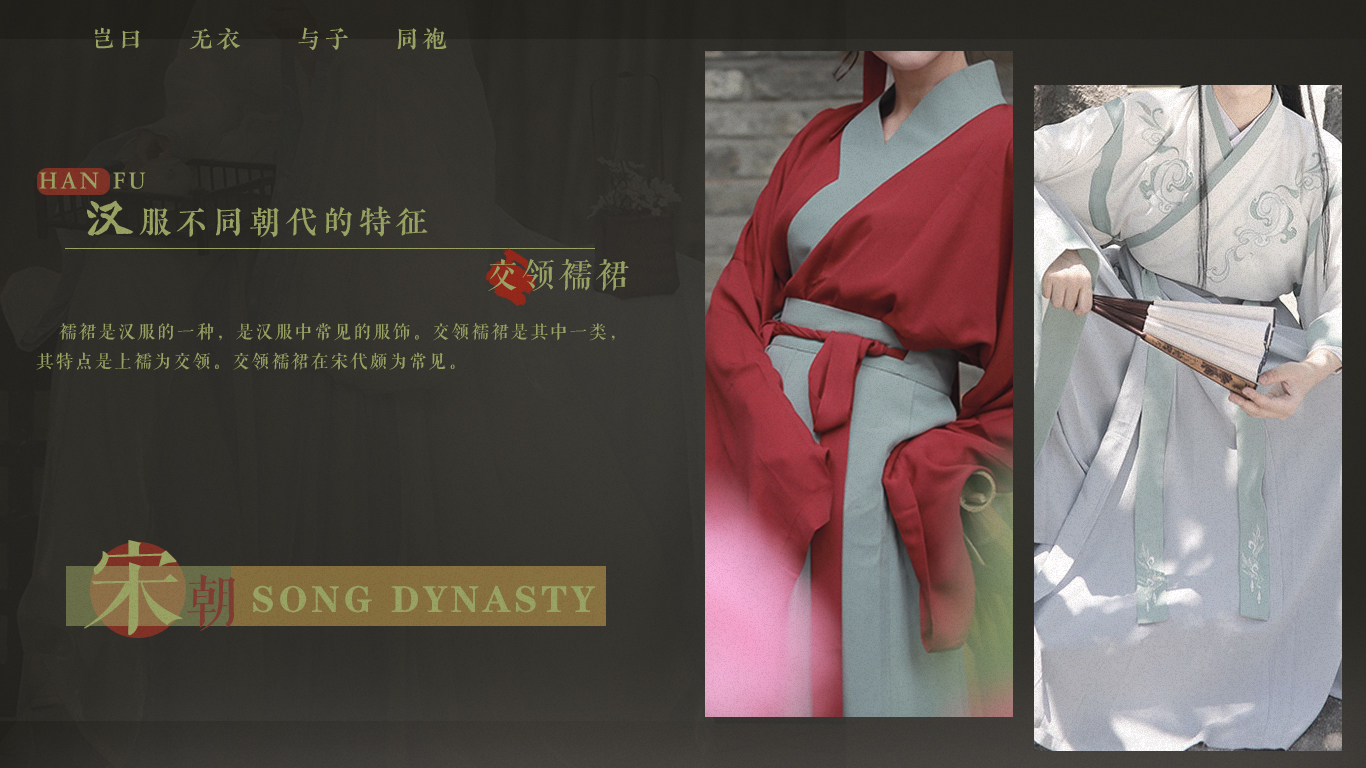 岂曰 无衣 与子 同袍
HAN FU
汉服不同朝代的特征
交领襦裙
襦裙是汉服的一种，是汉服中常见的服饰。交领襦裙是其中一类，
其特点是上襦为交领。交领襦裙在宋代颇为常见。
宋朝 SONG DYNASTY